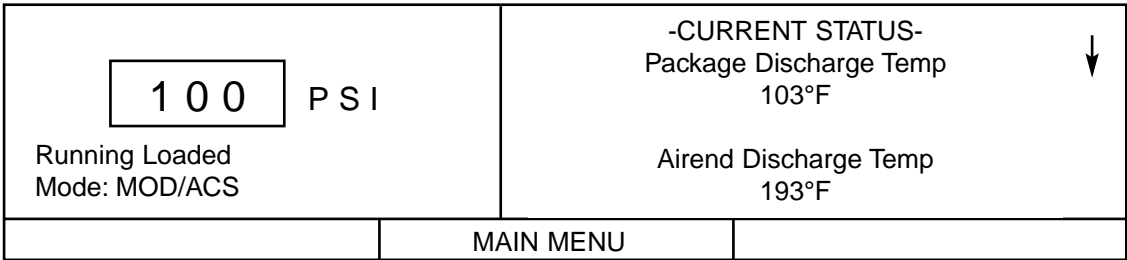 100 PSI
Running Loaded
Mode: MOD/ACS
-CURRENT STATUS-
Package Discharge Temp
103°F
Airend Discharge Temp
193°F
MAIN MENU